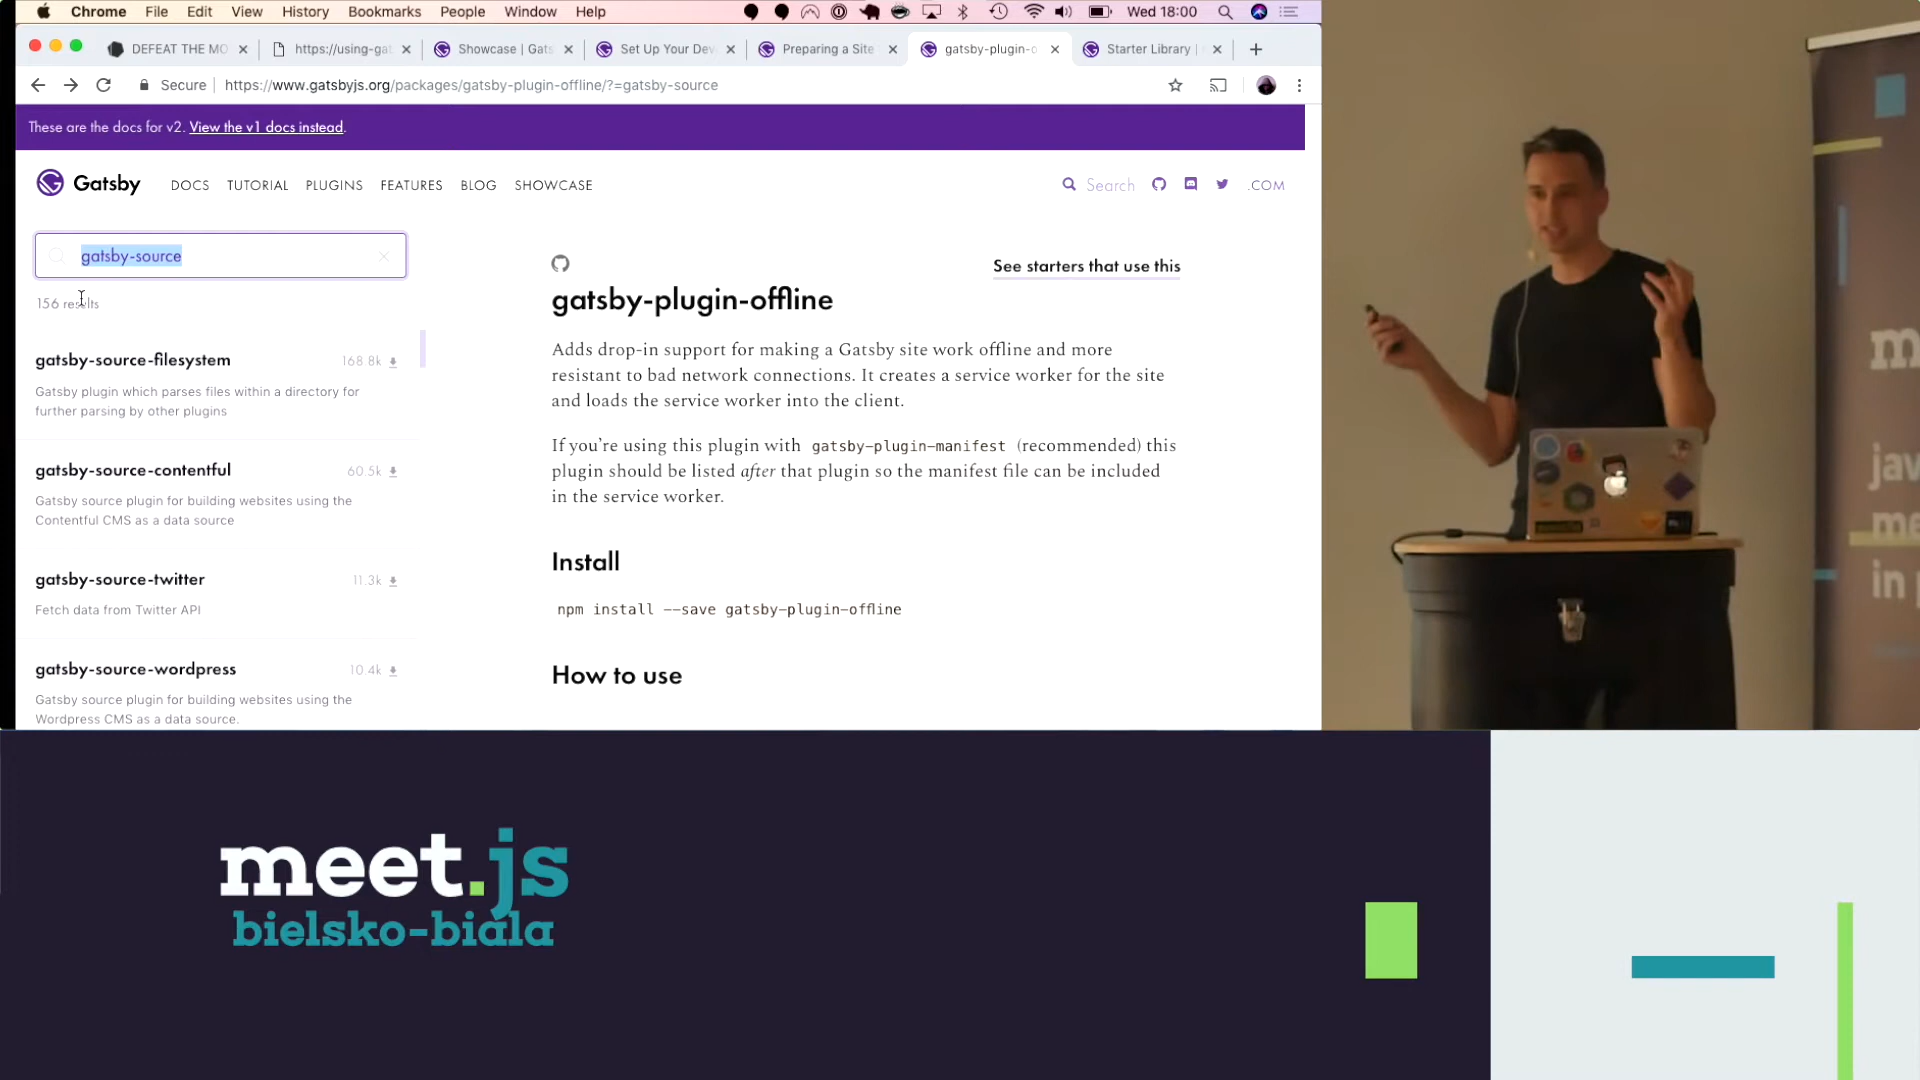 Chrome File Edit View History Bookmarks People Window Help
Wed 18:00
DEFEAT THE MO
https://using-gat
Showcase | Gats
Set Up Your Dev
Preparing a Site
gatsby-plugin-o
Starter Library |
Secure https://www.gatsbyjs.org/packages/gatsby-plugin-offline/?=gatsby-source
These are the docs for v2. View the v1 docs instead.
Gatsby DOCS TUTORIAL PLUGINS FEATURES BLOG SHOWCASE
Search .COM
gatsby-source
156 results
gatsby-source-filesystem 168.8k
Gatsby plugin which parses files within a directory for
further parsing by other plugins
gatsby-source-contentful 60.5k
Gatsby source plugin for building websites using the
Contentful CMS as a data source
gatsby-source-twitter 11.3k
Fetch data from Twitter API
gatsby-source-wordpress 10.4k
Gatsby source plugin for building websites using the
Wordpress CMS as a data source.
See starters that use this
gatsby-plugin-offline
Adds drop-in support for making a Gatsby site work offline and more
resistant to bad network connections. It creates a service worker for the site
and loads the service worker into the client.
If you’re using this plugin with gatsby-plugin-manifest (recommended) this
plugin should be listed after that plugin so the manifest file can be included
in the service worker.
Install
npm install --save gatsby-plugin-offline
How to use
m
jav
me
in p
meet.js
bielsko-biala